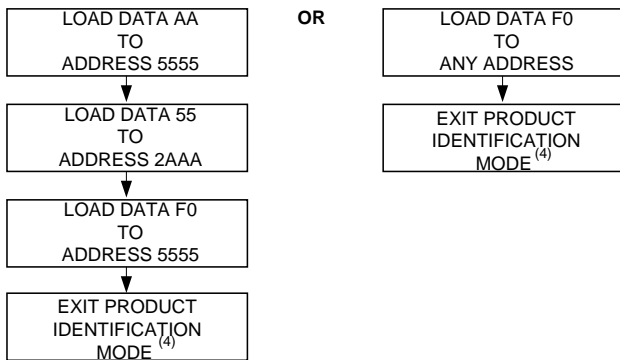 LOAD DATA AA
TO
ADDRESS 5555
LOAD DATA 55
TO
ADDRESS 2AAA
LOAD DATA F0
TO
ADDRESS 5555
EXIT PRODUCT
IDENTIFICATION
MODE (4)
OR
LOAD DATA F0
TO
ANY ADDRESS
EXIT PRODUCT
IDENTIFICATION
MODE (4)